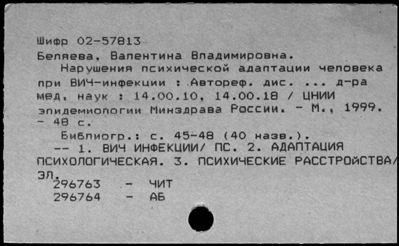 Шифр 02-57813
Беляева, Валентина Владимировна.
Нарушения психической адаптации человека
при ВИЧ-инфекции : Автореф. дис. ... д-ра
мед. наук : 14.00.10, 14.00.18 / ЦНИИ
эпидемиологии Минздрава России. - М., 1999.
- 48 с.
Библиогр.: с. 45-48 (40 назв.).
-- 1. ВИЧ ИНФЕКЦИИ/ ПС. 2. АДАПТАЦИЯ
ПСИХОЛОГИЧЕСКАЯ. 3. ПСИХИЧЕСКИЕ РАССТРОЙСТВА/
ЭЛ.
296763 - ЧИТ
296764 - АБ